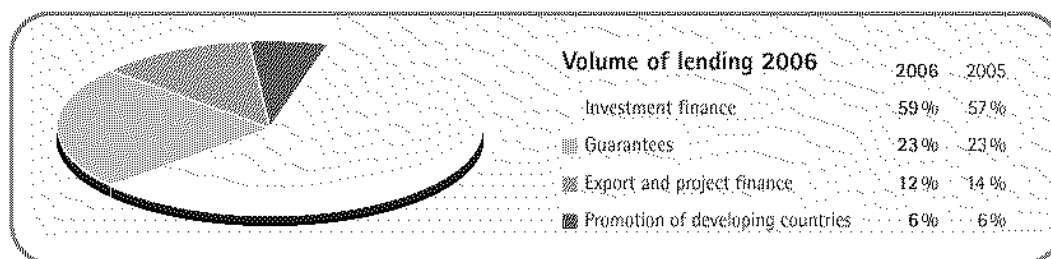 Volume of lending 2006 2006 2005
Investment finance 59 % 57 %
Guarantees 23 % 23 %
Export and project finance 12 % 14 %
Promotion of developing countries 6 % 6 %